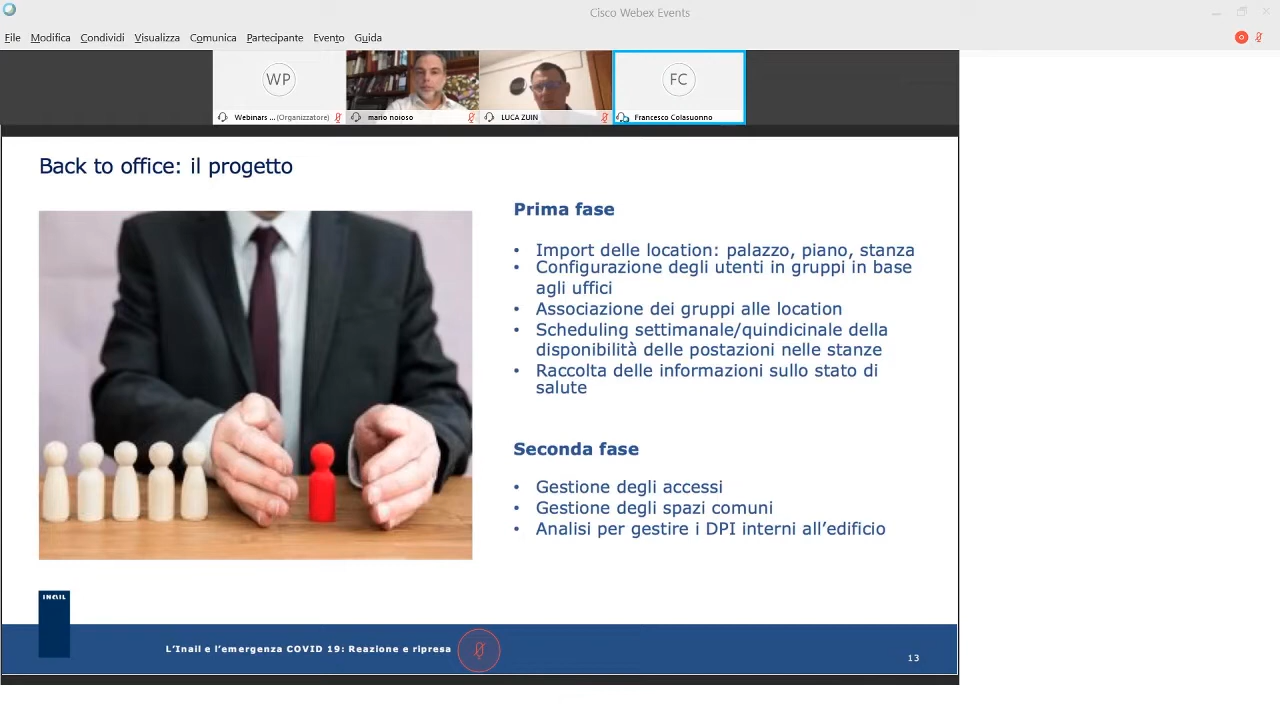 Cisco Webex Events
File Modifica Condividi Visualizza Comunica Partecipante Evento Guida
WP
FC
Webinars ... (Organizzatore)
mario noioso
LUCA ZUIN
Francesco Colasuonno
Back to office: il progetto
Prima fase
• Import delle location: palazzo, piano, stanza
• Configurazione degli utenti in gruppi in base
agli uffici
• Associazione dei gruppi alle location
• Scheduling settimanale/quindicinale della
disponibilità delle postazioni nelle stanze
• Raccolta delle informazioni sullo stato di
salute
Seconda fase
• Gestione degli accessi
• Gestione degli spazi comuni
• Analisi per gestire i DPI interni all’edificio
INAIL
L’Inail e l’emergenza COVID 19: Reazione e ripresa
13